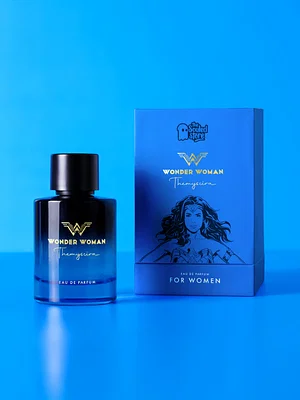 WONDER WOMAN
Themyscira
EAU DE PARFUM
The
Souled
Store
WONDER WOMAN
Themyscira
EAU DE PARFUM
FOR WOMEN